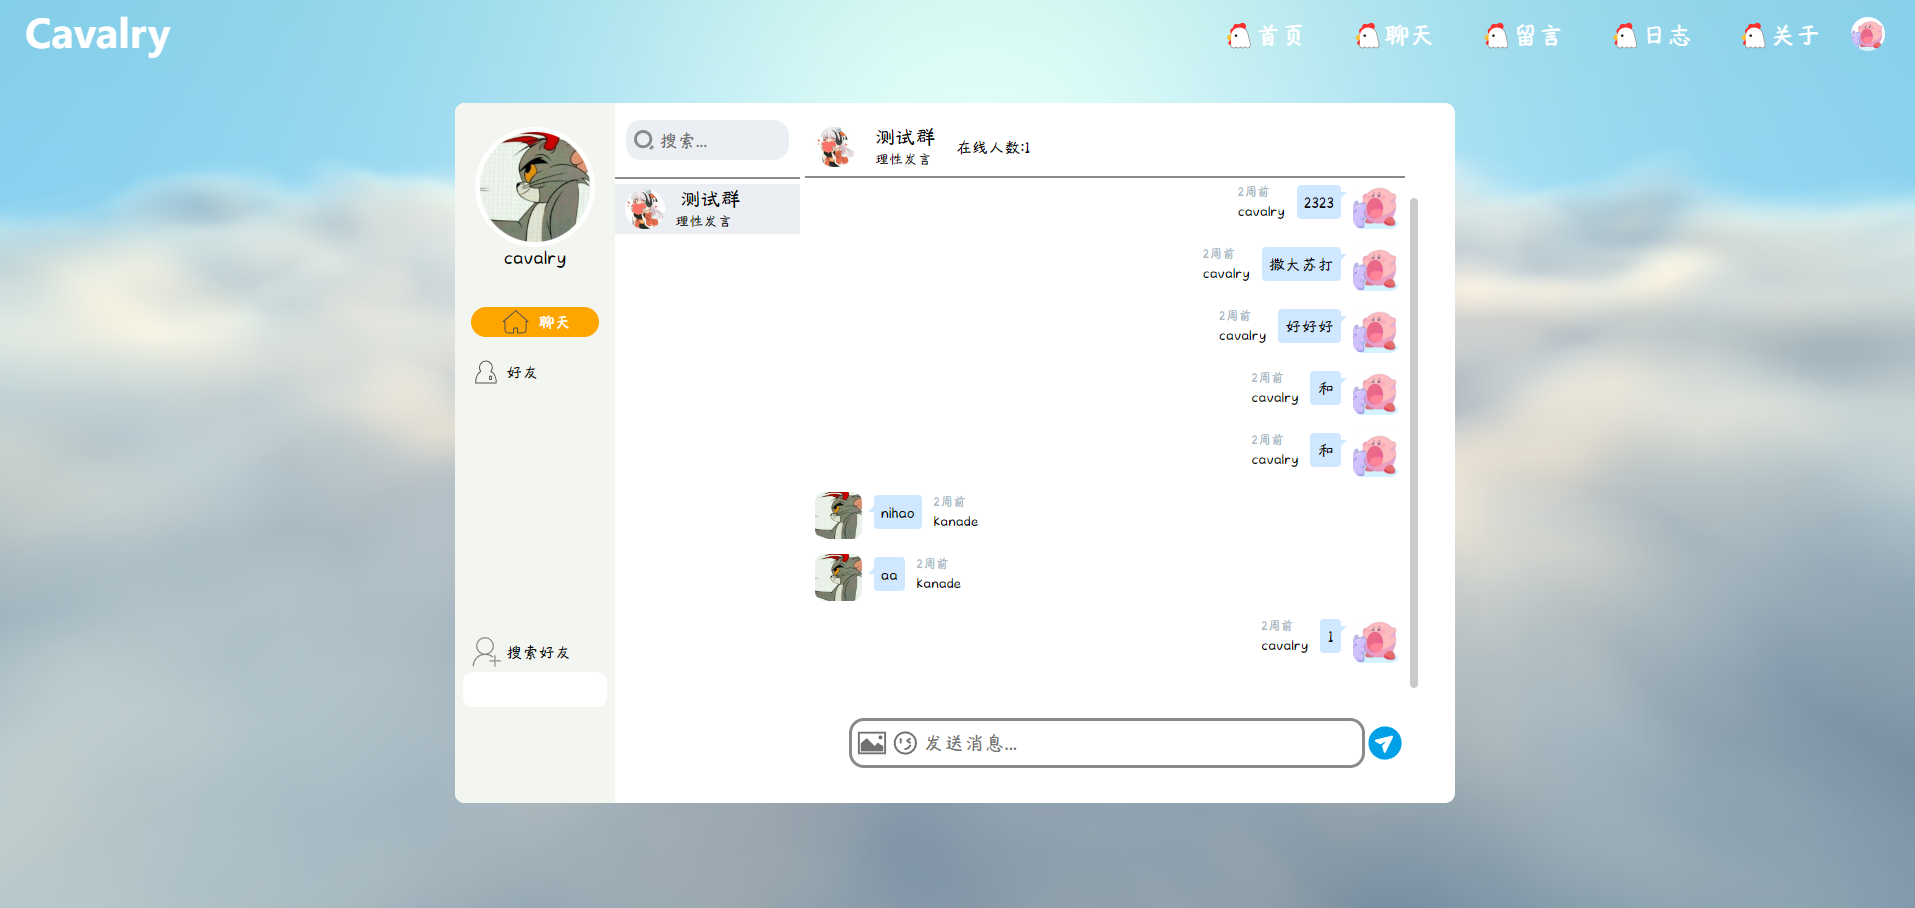 Cavalry
首页
聊天
留言
日志
关于
cavalry
聊天
好友
搜索好友
搜索...
测试群
理性发言
测试群
理性发言
在线人数:1
2周前
cavalry
2323
2周前
cavalry
撒大苏打
2周前
cavalry
好好好
2周前
cavalry
和
2周前
cavalry
和
nihao
2周前
Kanade
aa
2周前
Kanade
2周前
cavalry
1
发送消息...